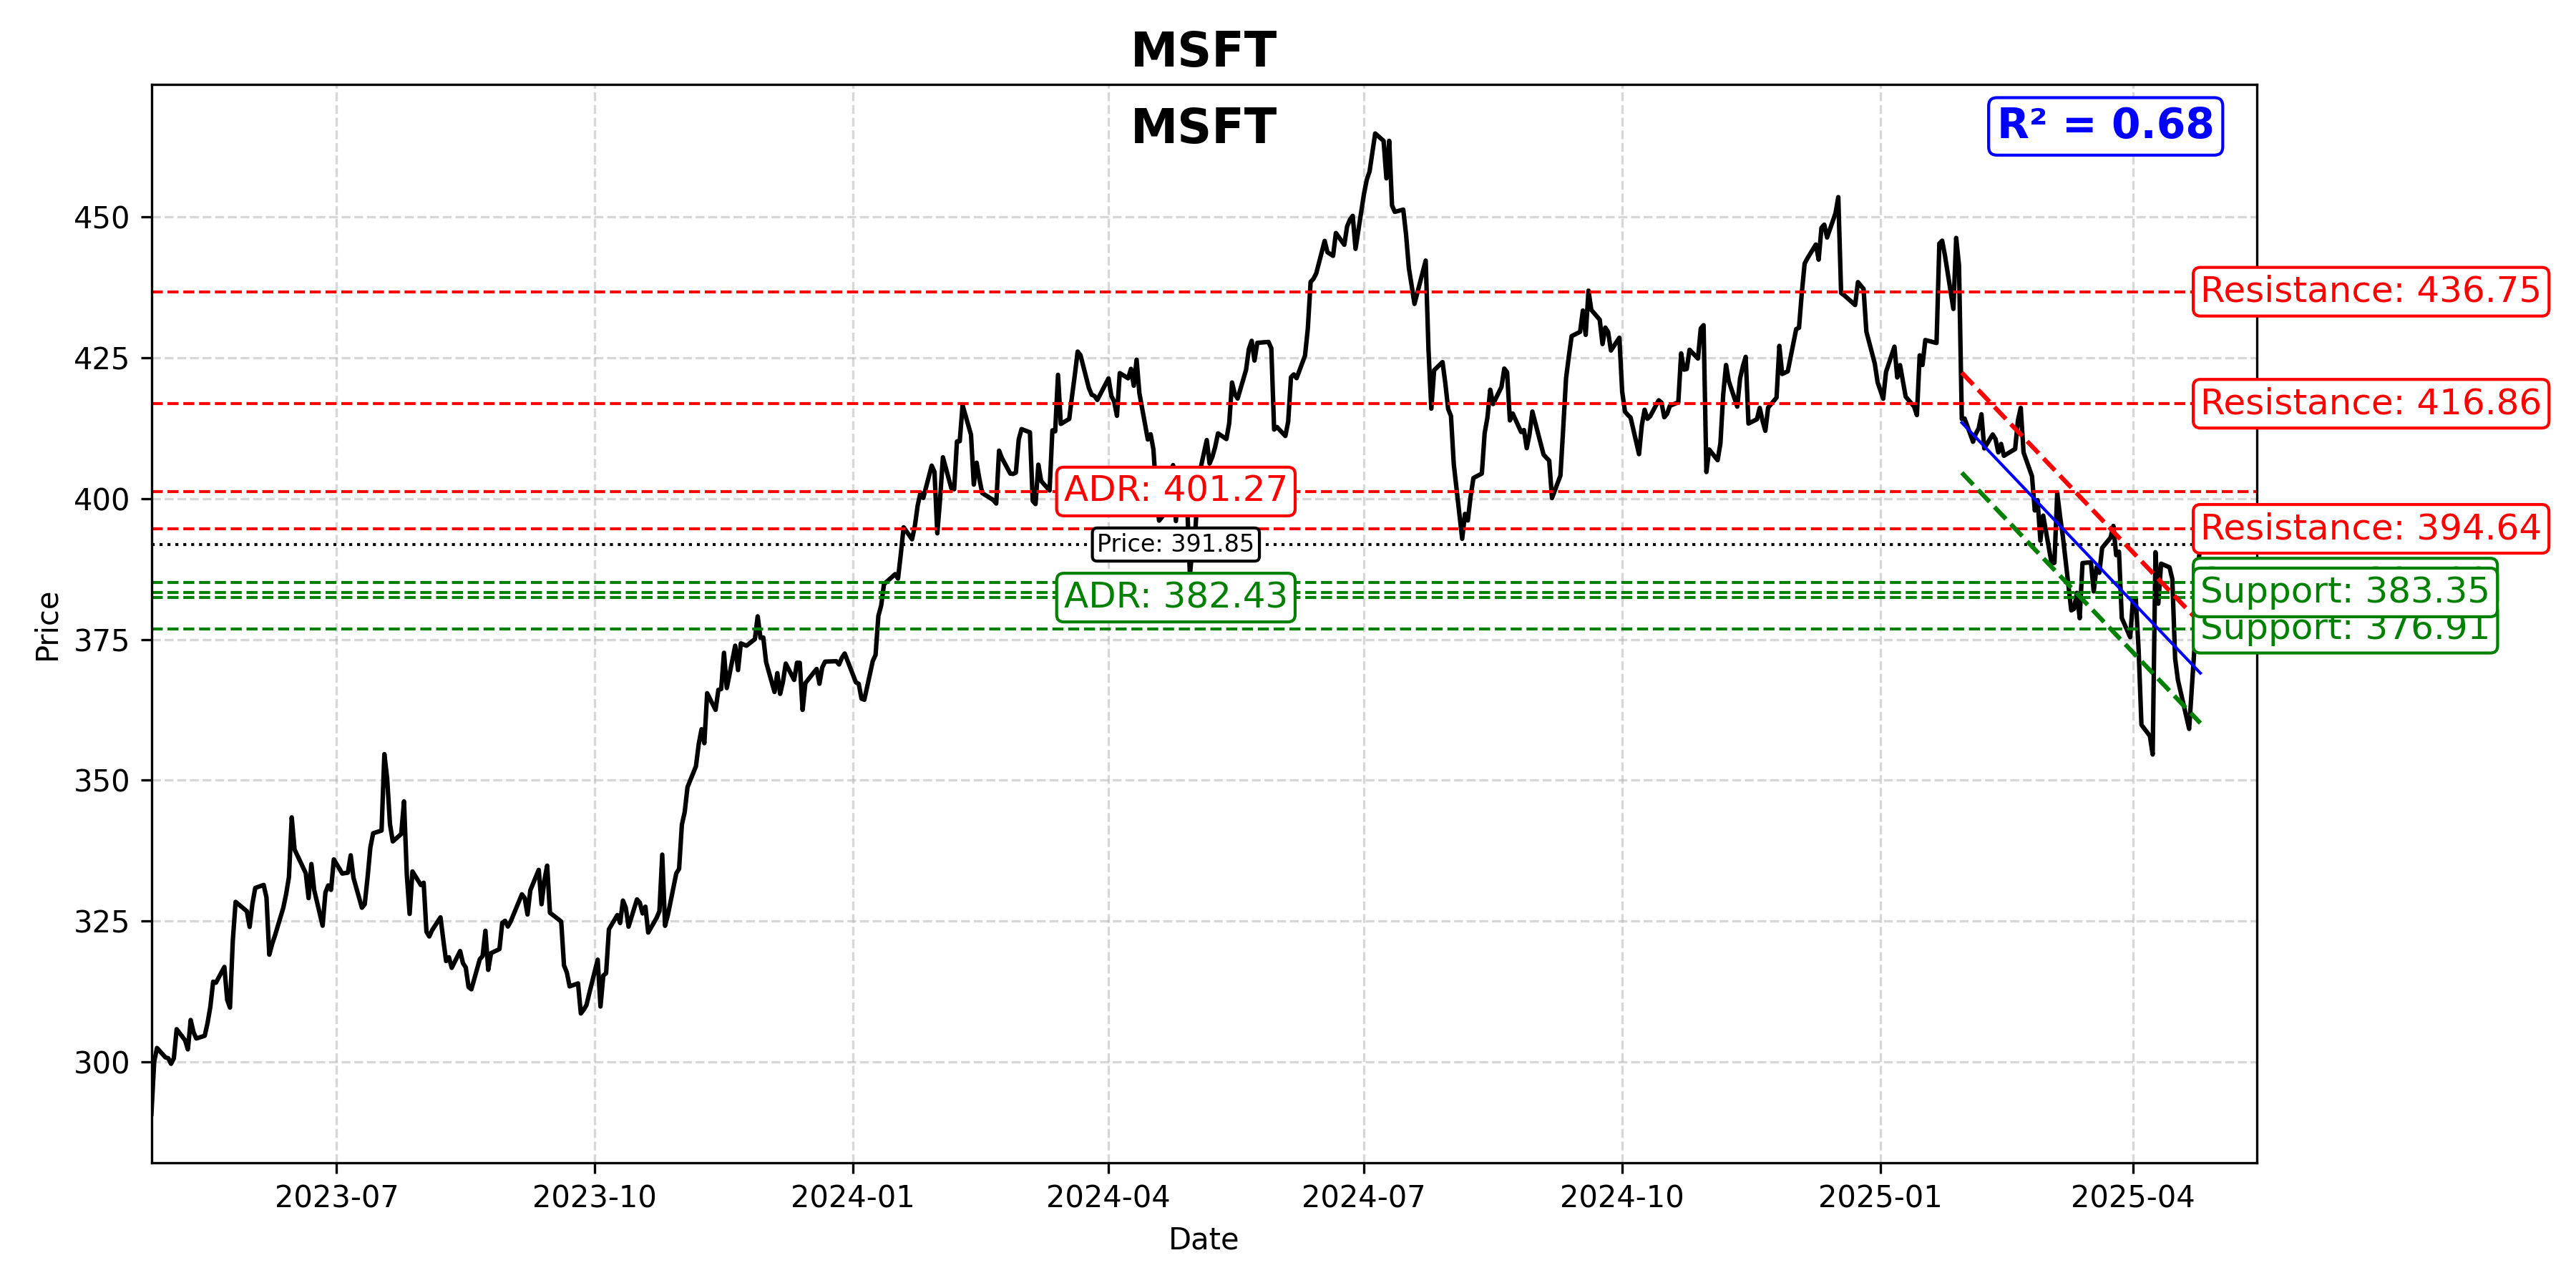 MSFT
MSFT
R² = 0.68
450
425
400
375
350
325
300
Price
Resistance: 436.75
Resistance: 416.86
ADR: 401.27
Resistance: 394.64
Price: 391.85
ADR: 382.43
Support: 383.35
Support: 376.91
2023-07
2023-10
2024-01
2024-04
2024-07
2024-10
2025-01
2025-04
Date